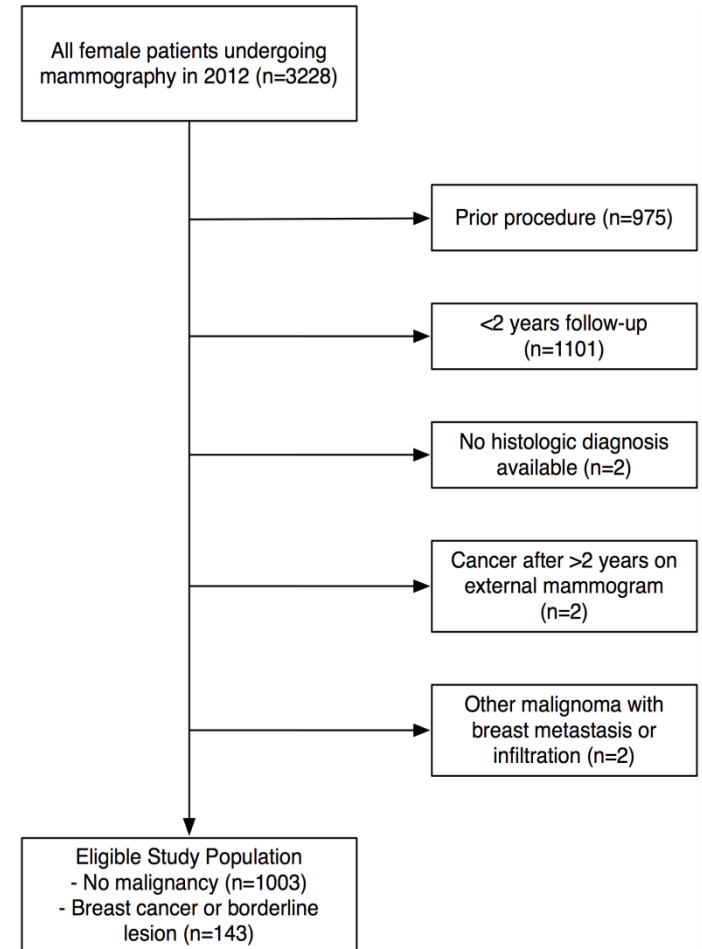 All female patients undergoing
mammography in 2012 (n=3228)
Prior procedure (n=975)
<2 years follow-up
(n=1101)
No histologic diagnosis
available (n=2)
Cancer after >2 years on
external mammogram
(n=2)
Other malignoma with
breast metastasis or
infiltration (n=2)
Eligible Study Population
- No malignancy (n=1003)
- Breast cancer or borderline
lesion (n=143)